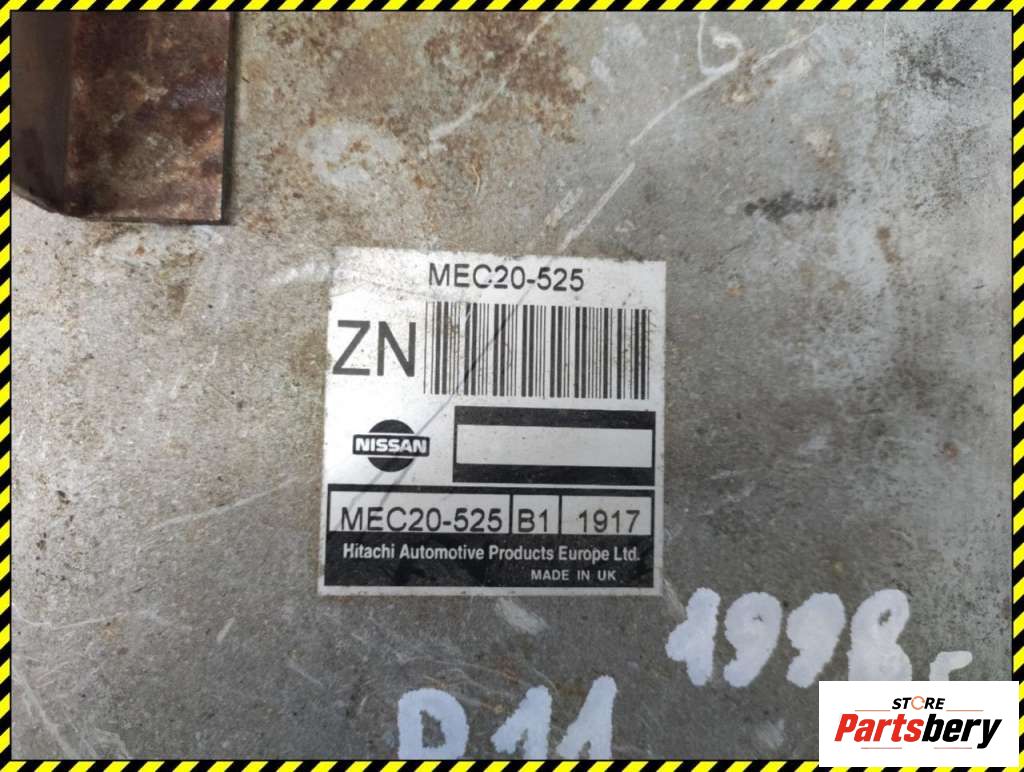 MEC20-525
ZN
NISSAN
MEC20-525 B1 1917
Hitachi Automotive Products Europe Ltd.
MADE IN UK
1998
P11
STORE
Partsbery